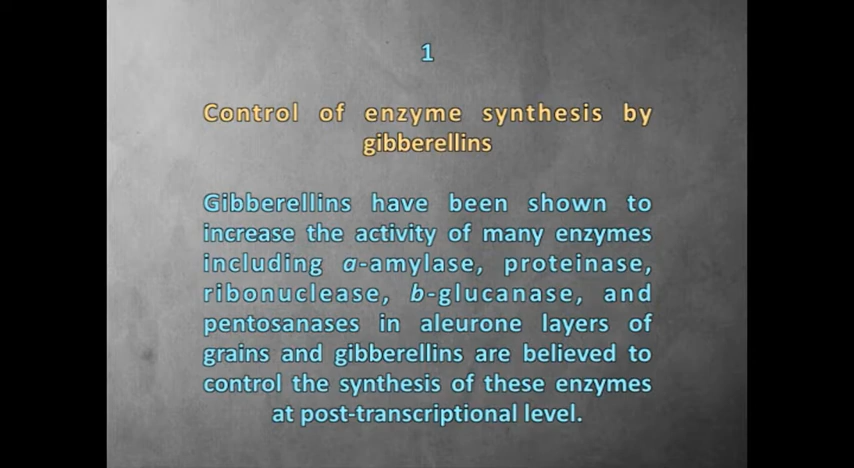 1
Control of enzyme synthesis by
gibberellins
Gibberellins have been shown to
increase the activity of many enzymes
including a-amylase, proteinase,
ribonuclease, b-glucanase, and
pentosanases in aleurone layers of
grains and gibberellins are believed to
control the synthesis of these enzymes
at post-transcriptional level.